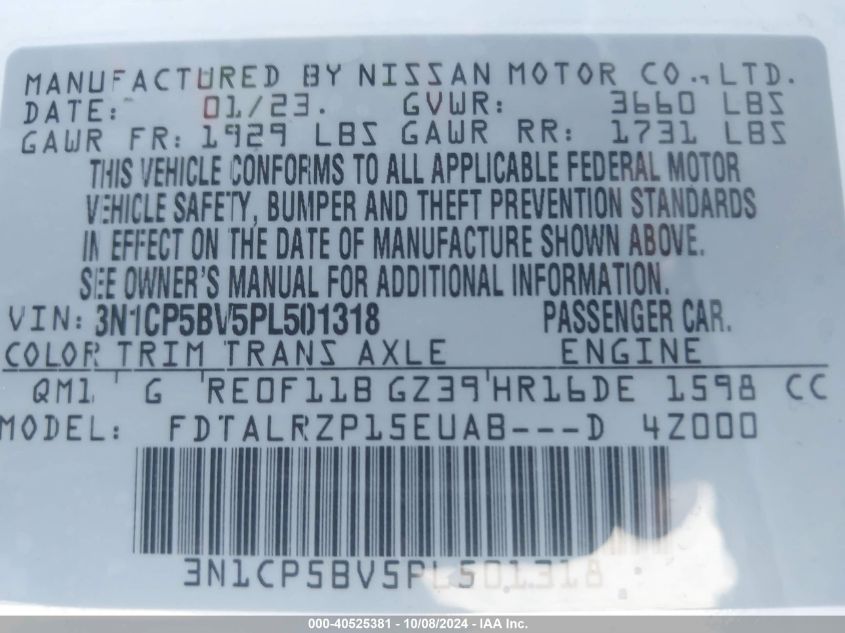 MANUFACTURED BY NISSAN MOTOR CO., LTD.
DATE: 01/23. GVWR: 3660 LBS
GAWR FR: 1929 LBS GAWR RR: 1731 LBS
THIS VEHICLE CONFORMS TO ALL APPLICABLE FEDERAL MOTOR
VEHICLE SAFETY, BUMPER AND THEFT PREVENTION STANDARDS
IN EFFECT ON THE DATE OF MANUFACTURE SHOWN ABOVE.
SEE OWNER'S MANUAL FOR ADDITIONAL INFORMATION.
VIN: 3N1CP5BV5PL501318 PASSENGER CAR.
COLOR TRIM TRANS AXLE ENGINE
QM1 G RE0F11B GZ39 HR16DE 1598 CC
MODEL: FDTALRZP15EUAB---D 4Z000
3N1CP5BV5PL501318
000-40525381 - 10/08/2024 - IAA Inc.